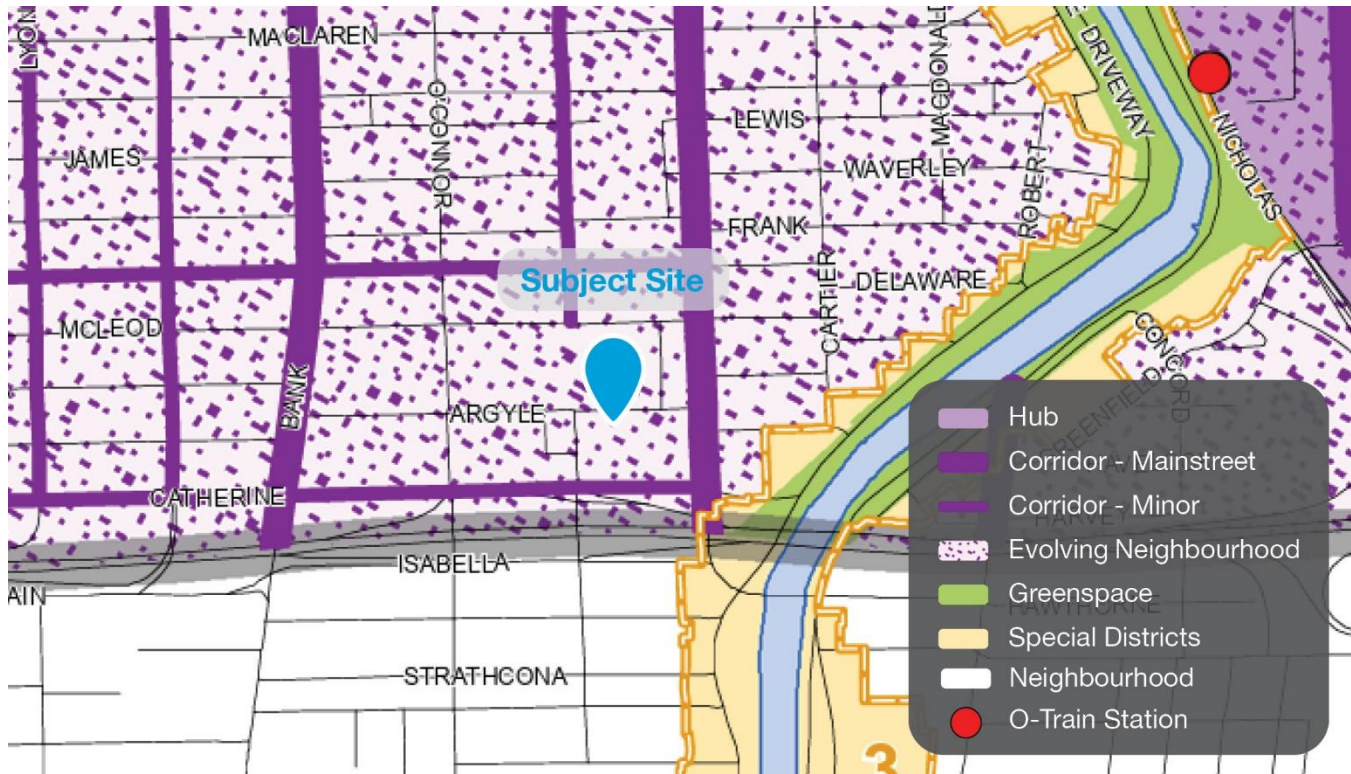 LYON
MACLAREN
O'CONNOR
MACDONALD
E DRIVEWAY
NICHOLAS
LEWIS
JAMES
WAVERLEY
ROBERT
FRANK
Subject Site
CARTIER
DELAWARE
MCLEOD
CONCORD
BANK
ARGYLE
GREENFIELD
CATHERINE
HARVEY
ISABELLA
AIN
HAWTHORNE
STRATHCONA
3
Hub
Corridor - Mainstreet
Corridor - Minor
Evolving Neighbourhood
Greenspace
Special Districts
Neighbourhood
O-Train Station